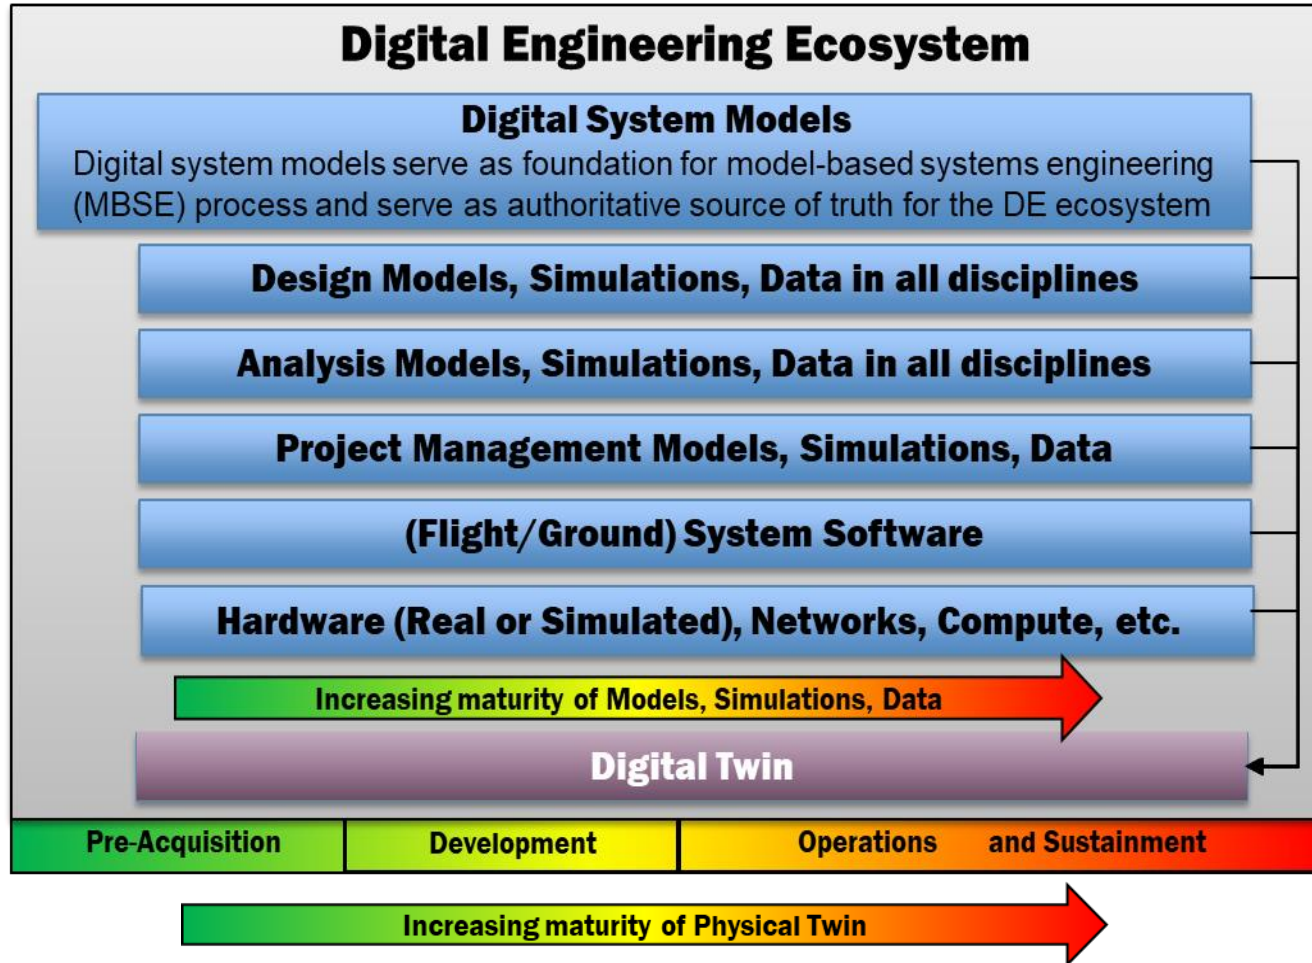 Digital Engineering Ecosystem
Digital System Models
Digital system models serve as foundation for model-based systems engineering
(MBSE) process and serve as authoritative source of truth for the DE ecosystem
Design Models, Simulations, Data in all disciplines
Analysis Models, Simulations, Data in all disciplines
Project Management Models, Simulations, Data
(Flight/Ground) System Software
Hardware (Real or Simulated), Networks, Compute, etc.
Increasing maturity of Models, Simulations, Data
Digital Twin
Pre-Acquisition
Development
Operations and Sustainment
Increasing maturity of Physical Twin